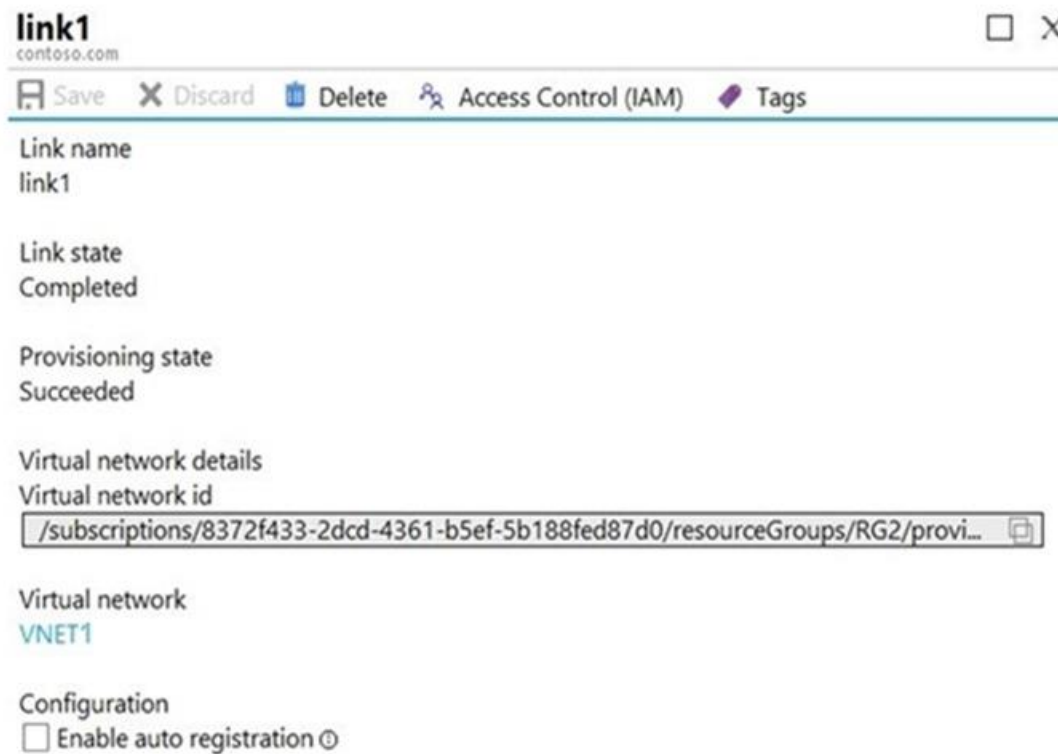 link1
contoso.com
Save Discard Delete Access Control (IAM) Tags
Link name
link1
Link state
Completed
Provisioning state
Succeeded
Virtual network details
Virtual network id
/subscriptions/8372f433-2dcd-4361-b5ef-5b188fed87d0/resourceGroups/RG2/provi...
Virtual network
VNET1
Configuration
Enable auto registration